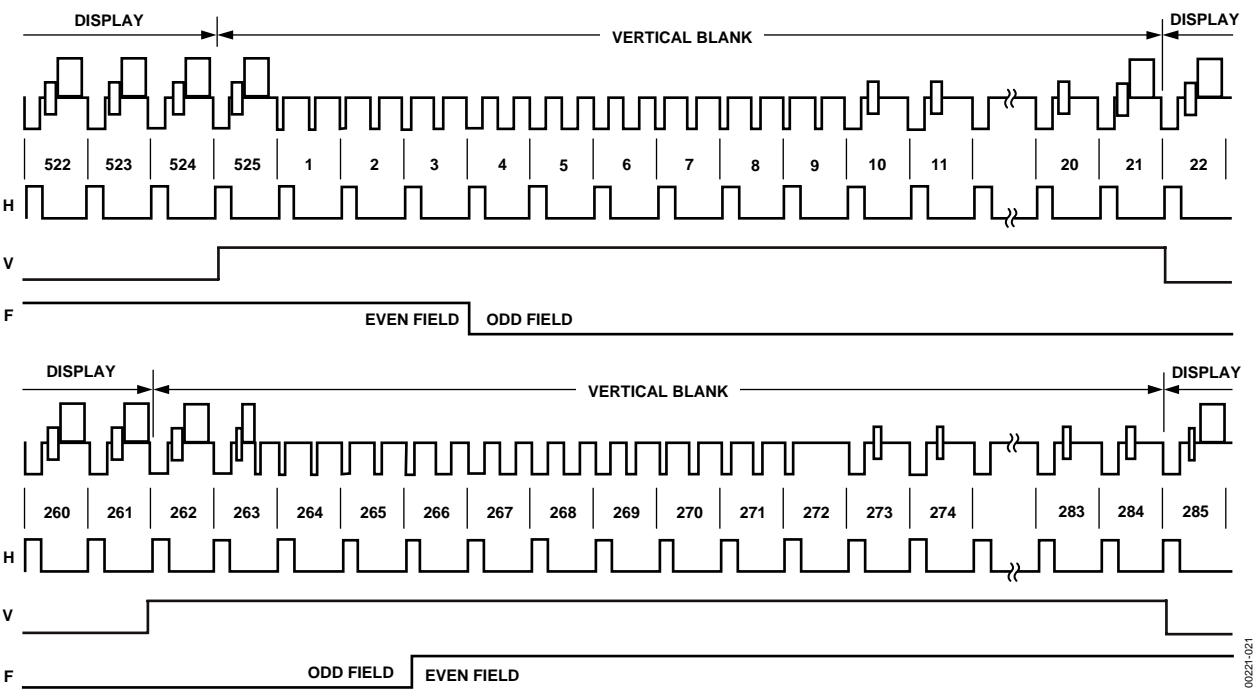 DISPLAY VERTICAL BLANK DISPLAY
522 523 524 525 1 2 3 4 5 6 7 8 9 10 11 20 21 22
H
V
F
EVEN FIELD ODD FIELD
DISPLAY VERTICAL BLANK DISPLAY
260 261 262 263 264 265 266 267 268 269 270 271 272 273 274 283 284 285
H
V
F
ODD FIELD EVEN FIELD
00221-021